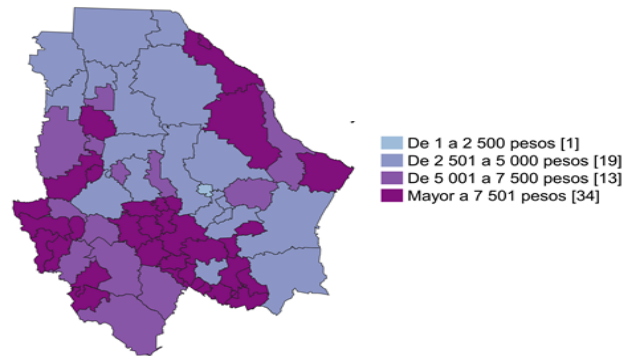 De 1 a 2 500 pesos [1]
De 2 501 a 5 000 pesos [19]
De 5 001 a 7 500 pesos [13]
Mayor a 7 501 pesos [34]